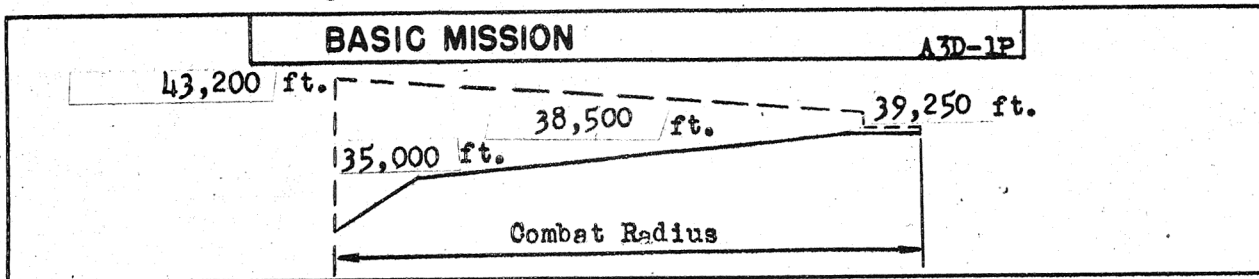 BASIC MISSION
A3D-1P
43,200 ft.
39,250 ft.
38,500 ft.
35,000 ft.
Combat Radius